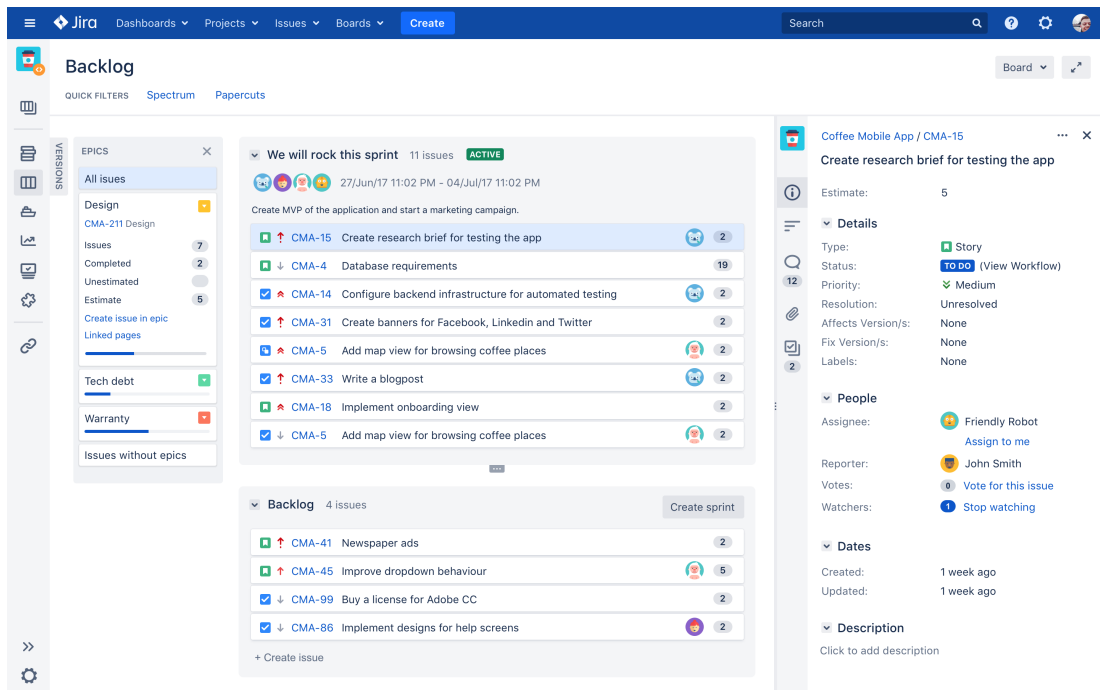 Jira Dashboards Projects Issues Boards Create Search
Backlog
Board
QUICK FILTERS Spectrum Papercuts
VERSIONS
EPICS
All isues
Design
CMA-211 Design
Issues 7
Completed 2
Unestimated
Estimate 5
Create issue in epic
Linked pages
Tech debt
Warranty
Issues without epics
We will rock this sprint 11 issues ACTIVE
27/Jun/17 11:02 PM - 04/Jul/17 11:02 PM
Create MVP of the application and start a marketing campaign.
CMA-15 Create research brief for testing the app 2
CMA-4 Database requirements 19
CMA-14 Configure backend infrastructure for automated testing 2
CMA-31 Create banners for Facebook, Linkedin and Twitter 2
CMA-5 Add map view for browsing coffee places 2
CMA-33 Write a blogpost 2
CMA-18 Implement onboarding view 2
CMA-5 Add map view for browsing coffee places 2
Backlog 4 issues Create sprint
CMA-41 Newspaper ads 2
CMA-45 Improve dropdown behaviour 5
CMA-99 Buy a license for Adobe CC 2
CMA-86 Implement designs for help screens 2
+ Create issue
12
2
Coffee Mobile App / CMA-15
Create research brief for testing the app
Estimate: 5
Details
Type: Story
Status: TO DO (View Workflow)
Priority: Medium
Resolution: Unresolved
Affects Version/s: None
Fix Version/s: None
Labels: None
People
Assignee: Friendly Robot
Assign to me
Reporter: John Smith
Votes: 0 Vote for this issue
Watchers: 1 Stop watching
Dates
Created: 1 week ago
Updated: 1 week ago
Description
Click to add description